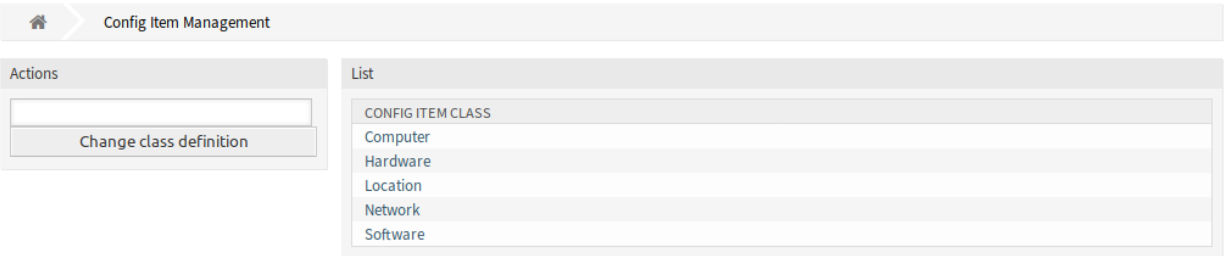 Config Item Management
Actions
Change class definition
List
CONFIG ITEM CLASS
Computer
Hardware
Location
Network
Software